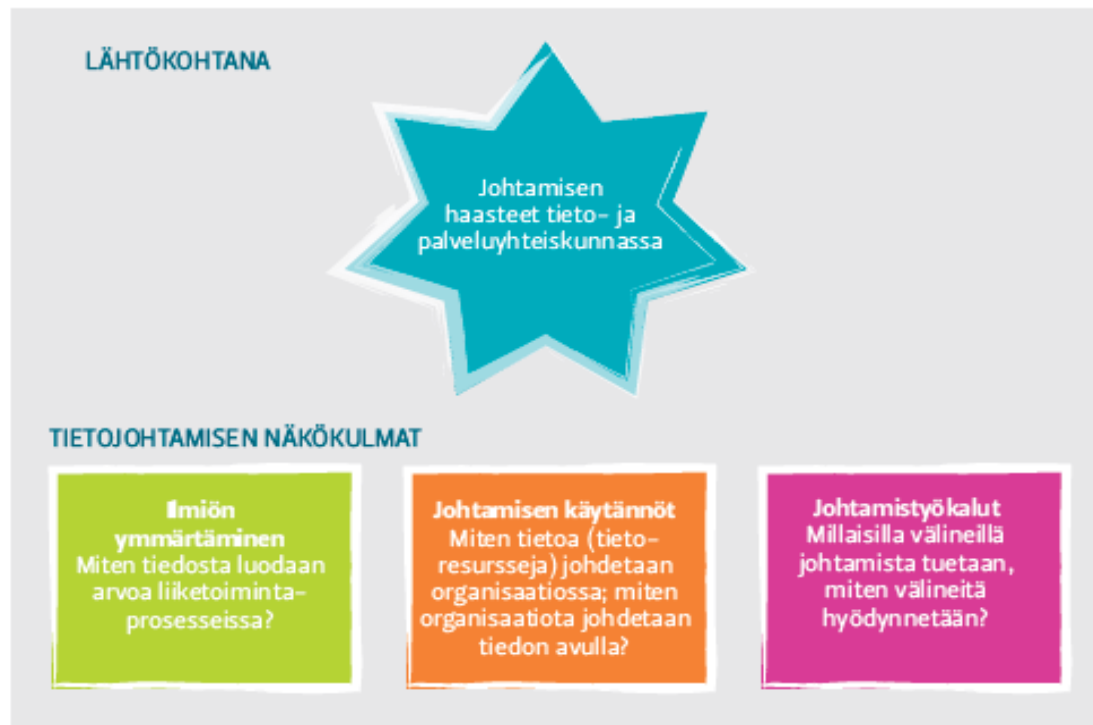 LÄHTÖKOHTANA
Johtamisen
haasteet tieto- ja
palveluyhteiskunnassa
TIETOJOHTAMISEN NÄKÖKULMAT
Ilmiön
ymmärtäminen
Miten tiedosta luodaan
arvoa liiketoiminta-
prosesseissa?
Johtamisen käytännöt
Miten tietoa (tieto-
resursseja) johdetaan
organisaatiossa; miten
organisaatiota johdetaan
tiedon avulla?
Johtamistyökalut
Millaisilla välineillä
johtamista tuetaan,
miten välineitä
hyödynnetään?